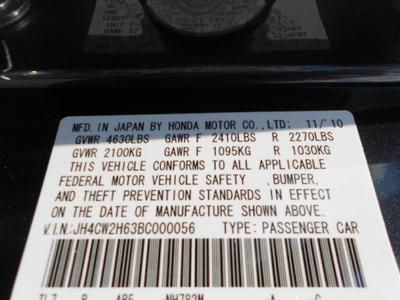 MFD. IN JAPAN BY HONDA MOTOR CO., LTD: 11/'10
GVWR 4630LBS GAWR F 2410LBS R 2270LBS
GVWR 2100KG GAWR F 1095KG R 1030KG
THIS VEHICLE CONFORMS TO ALL APPLICABLE
FEDERAL MOTOR VEHICLE SAFETY , BUMPER,
AND THEFT PREVENTION STANDARDS IN EFFECT
ON THE DATE OF MANUFACTURE SHOWN ABOVE.
V.I.N.:JH4CW2H63BC000056 TYPE: PASSENGER CAR